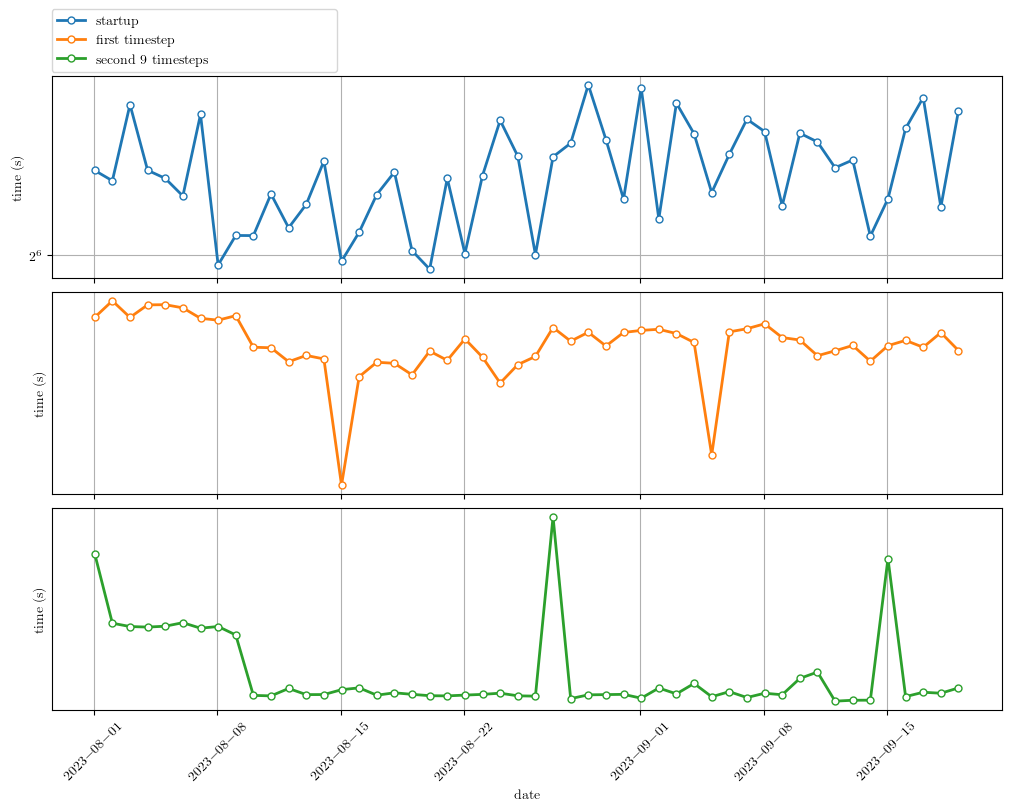 startup
first timestep
second 9 timesteps
time (s)
2^6
time (s)
time (s)
2023−08−01
2023−08−08
2023−08−15
2023−08−22
2023−09−01
2023−09−08
2023−09−15
date